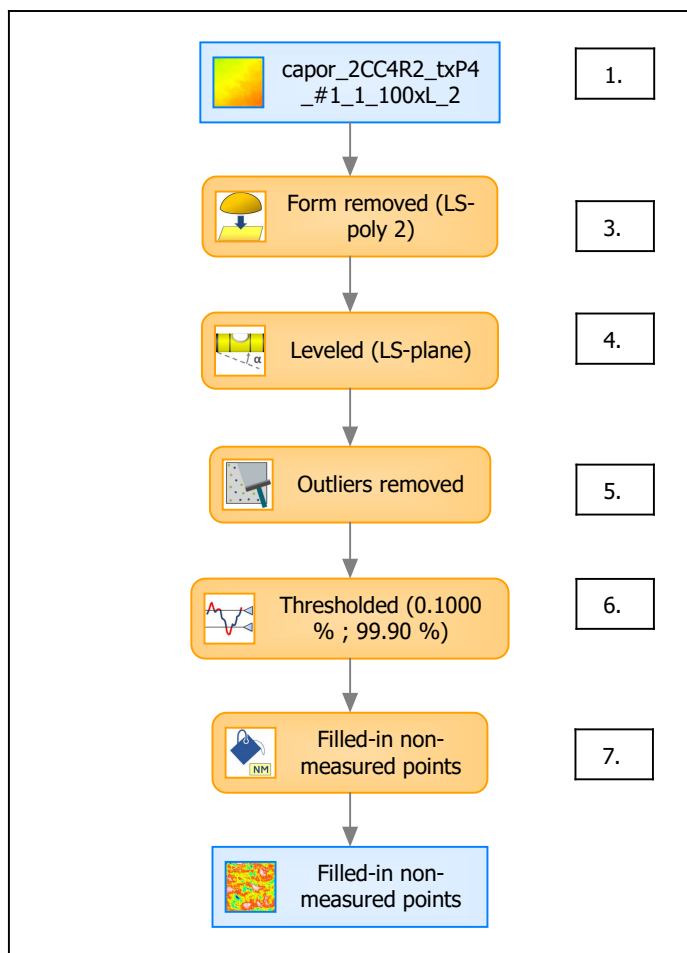 capor_2CC4R2_txP4
_#1_1_100xL_2
1.
Form removed (LS-
poly 2)
3.
α
Leveled (LS-plane)
4.
Outliers removed
5.
Thresholded (0.1000
% ; 99.90 %)
6.
NM
Filled-in non-
measured points
7.
Filled-in non-
measured points